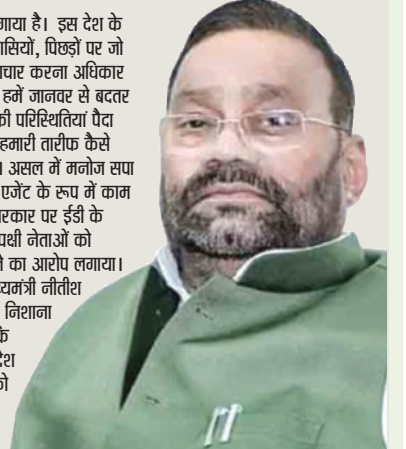 गाया है। इस देश के
ासियों, पिछड़ों पर जो
ाचार करना अधिकार
हमें जानवर से बदतर
की परिस्थितियां पैदा
हमारी तारीफ कैसे
। असल में मनोज सपा
एजेंट के रूप में काम
रकार पर ईडी के
पक्षी नेताओं को
ने का आरोप लगाया।
ख्यमंत्री नीतीश
निशाना
के
देश
को